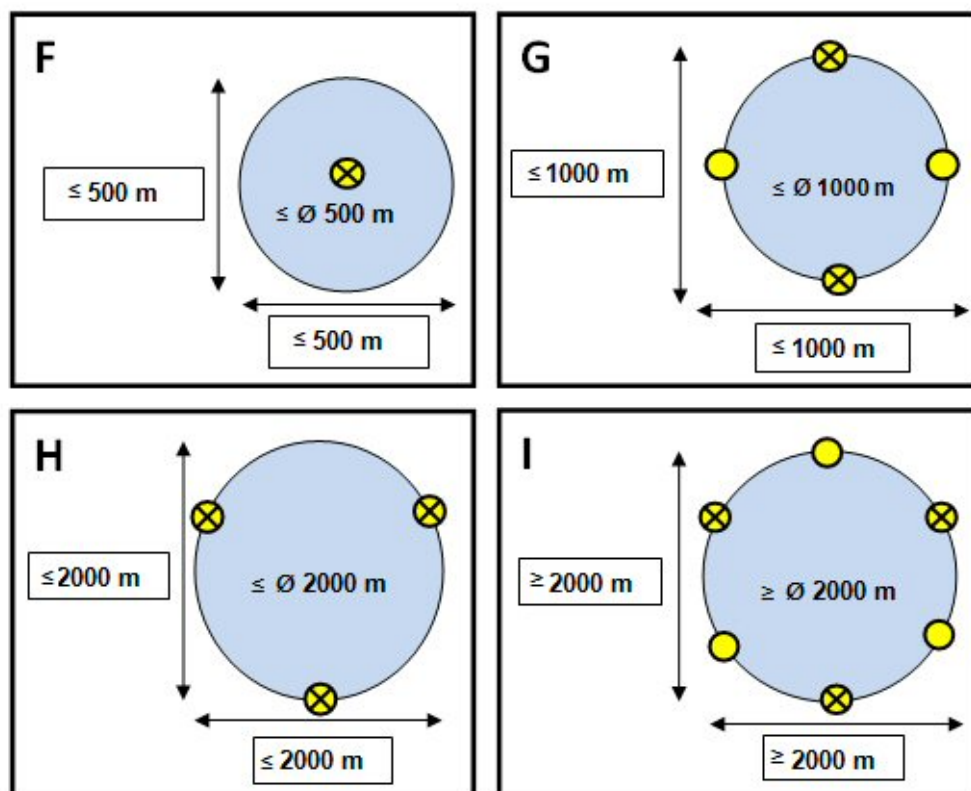 F
≤ 500 m
≤ Ø 500 m
≤ 500 m
G
≤ 1000 m
≤ Ø 1000 m
≤ 1000 m
H
≤ 2000 m
≤ Ø 2000 m
≤ 2000 m
I
≥ 2000 m
≥ Ø 2000 m
≥ 2000 m